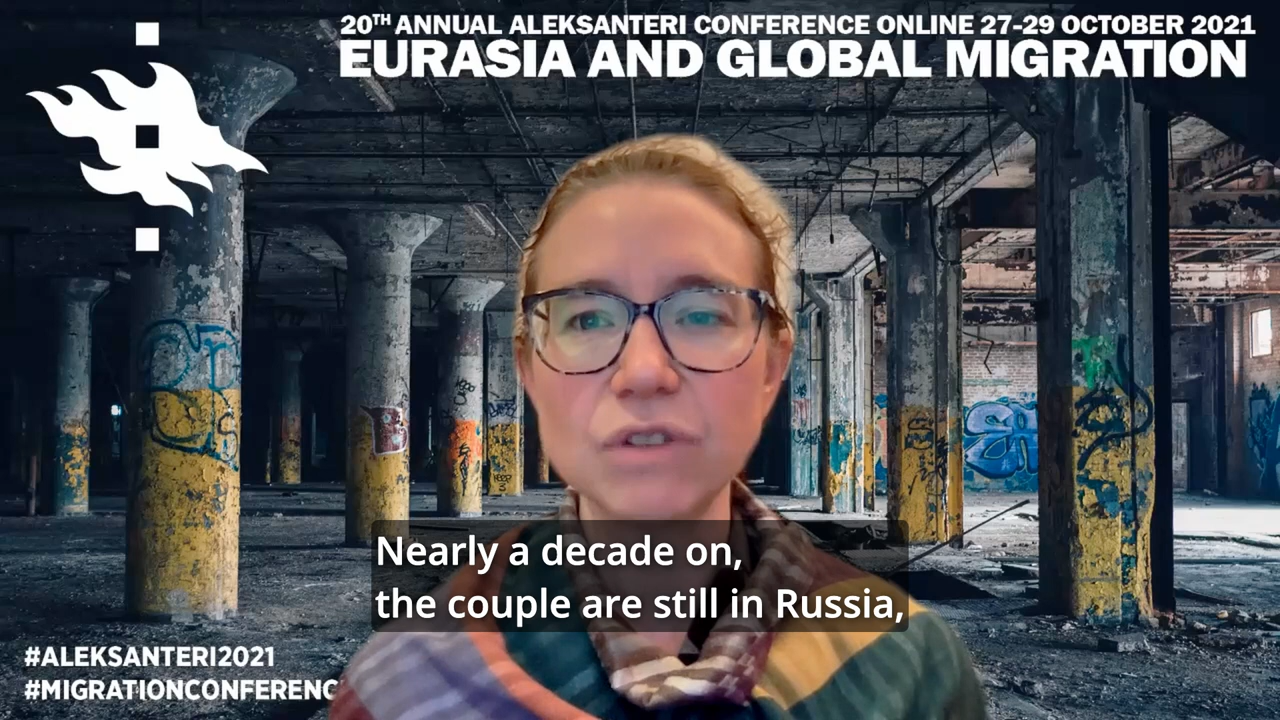 20TH ANNUAL ALEKSANTERI CONFERENCE ONLINE 27-29 OCTOBER 2021
EURASIA AND GLOBAL MIGRATION
Nearly a decade on,
the couple are still in Russia,
#ALEKSANTERI2021
#MIGRATIONCONFERENC